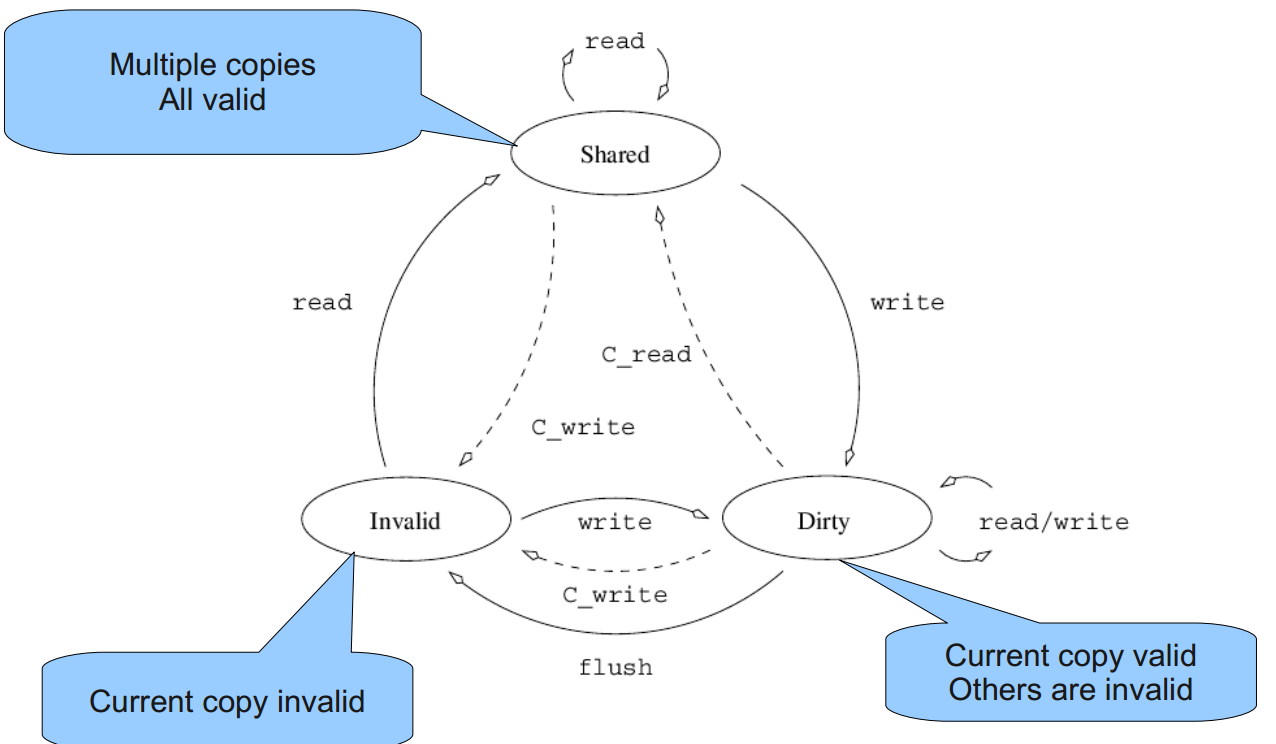 Multiple copies
All valid
read
Shared
read
write
C_read
C_write
Invalid
write
Dirty
read/write
C_write
flush
Current copy valid
Others are invalid
Current copy invalid